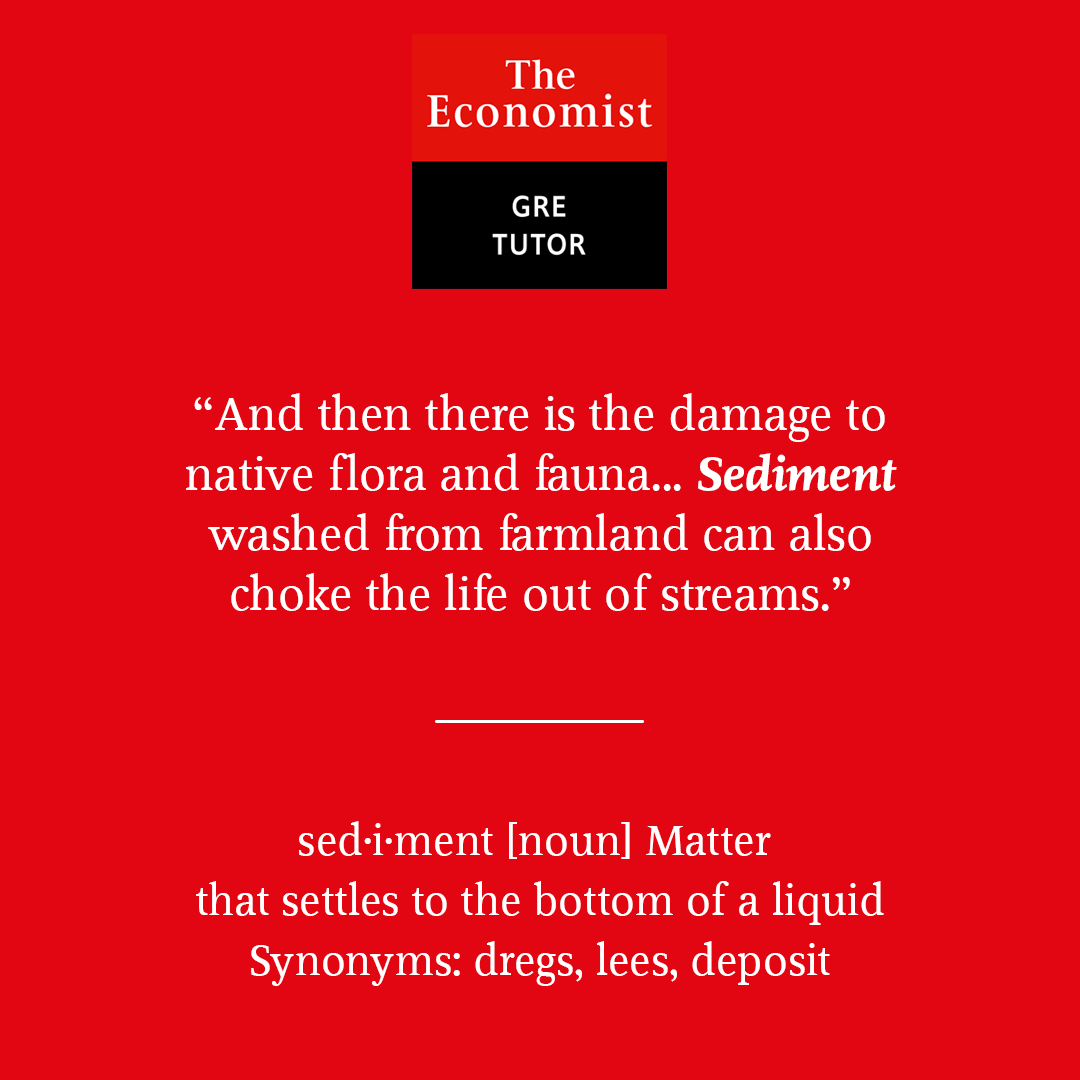 The
Economist
GRE
TUTOR
“And then there is the damage to
native flora and fauna... Sediment
washed from farmland can also
choke the life out of streams.”
sed·i·ment [noun] Matter
that settles to the bottom of a liquid
Synonyms: dregs, lees, deposit